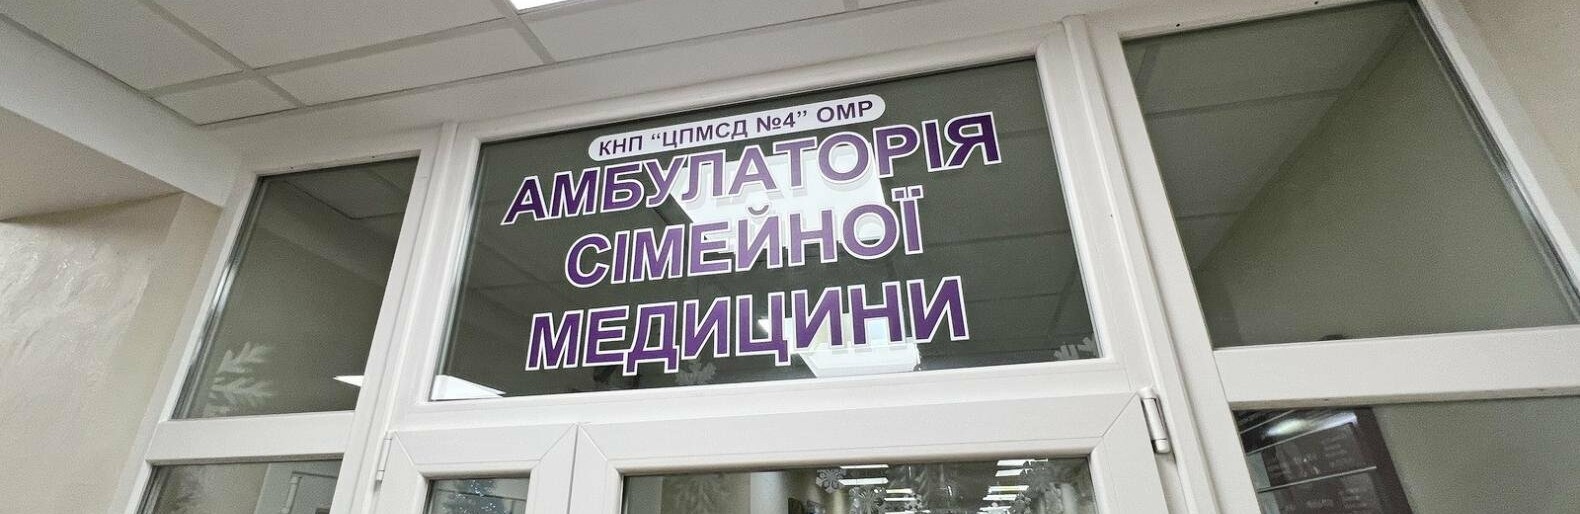 КНП “ЦПМСД №4” ОМР
АМБУЛАТОРІЯ
СІМЕЙНОЇ
МЕДИЦИНИ